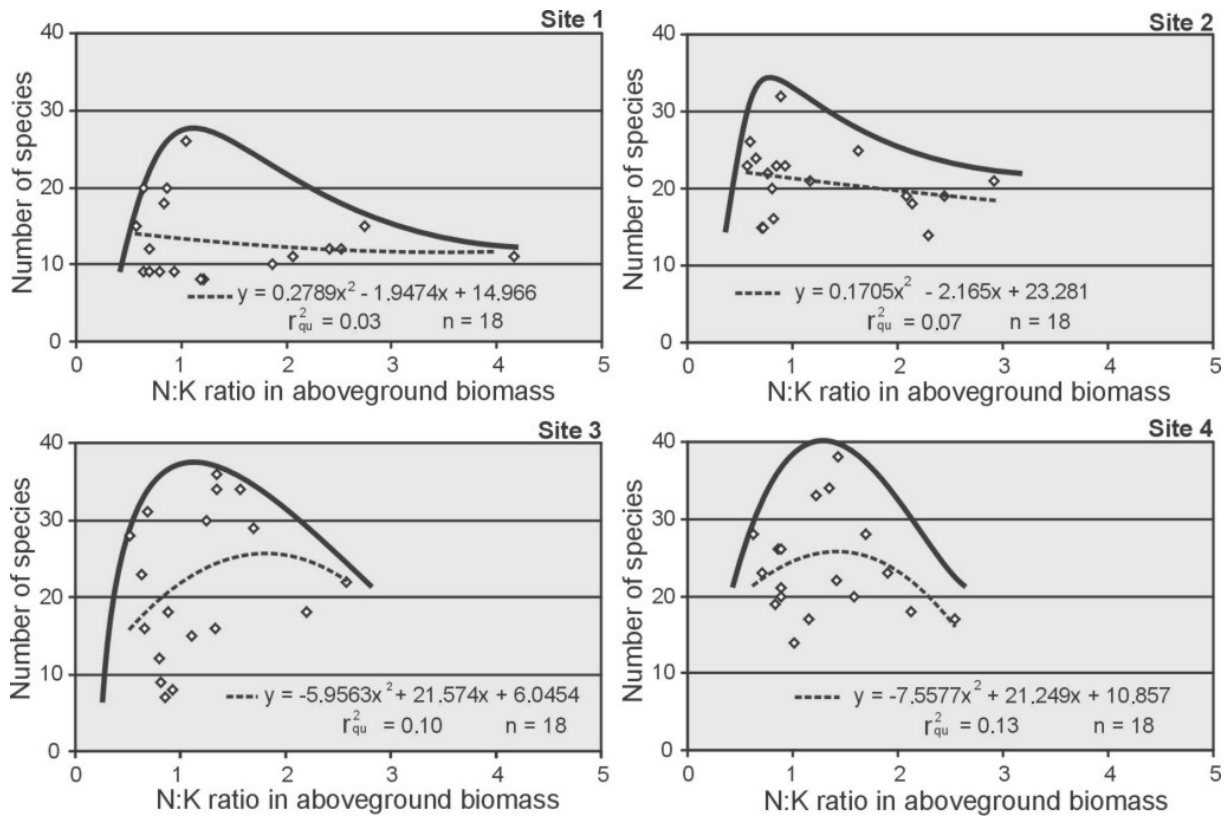 Site 1
40
30
20
10
0
Number of species
y = 0.2789x² - 1.9474x + 14.966
r²qu = 0.03 n = 18
0 1 2 3 4 5
N:K ratio in aboveground biomass
Site 2
40
30
20
10
0
Number of species
y = 0.1705x² - 2.165x + 23.281
r²qu = 0.07 n = 18
0 1 2 3 4 5
N:K ratio in aboveground biomass
Site 3
40
30
20
10
0
Number of species
y = -5.9563x² + 21.574x + 6.0454
r²qu = 0.10 n = 18
0 1 2 3 4 5
N:K ratio in aboveground biomass
Site 4
40
30
20
10
0
Number of species
y = -7.5577x² + 21.249x + 10.857
r²qu = 0.13 n = 18
0 1 2 3 4 5
N:K ratio in aboveground biomass